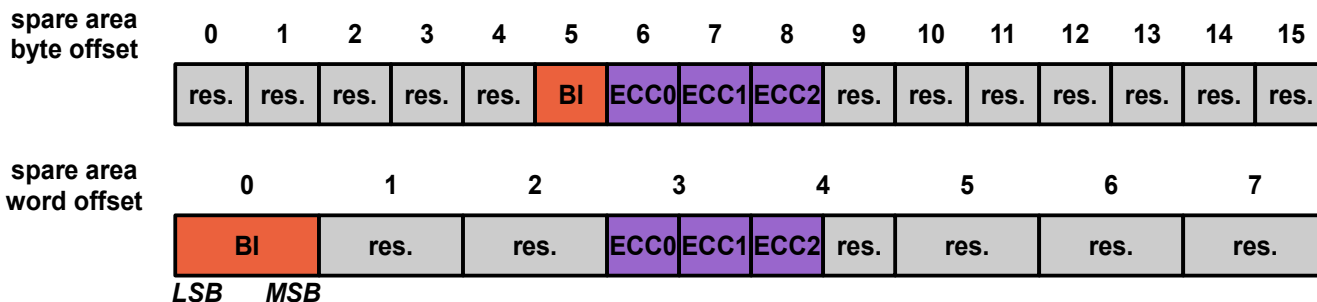 spare area
byte offset
0 1 2 3 4 5 6 7 8 9 10 11 12 13 14 15
res. res. res. res. res. BI ECC0 ECC1 ECC2 res. res. res. res. res. res. res.
spare area
word offset
0 1 2 3 4 5 6 7
BI res. res. ECC0 ECC1 ECC2 res. res. res. res.
LSB MSB